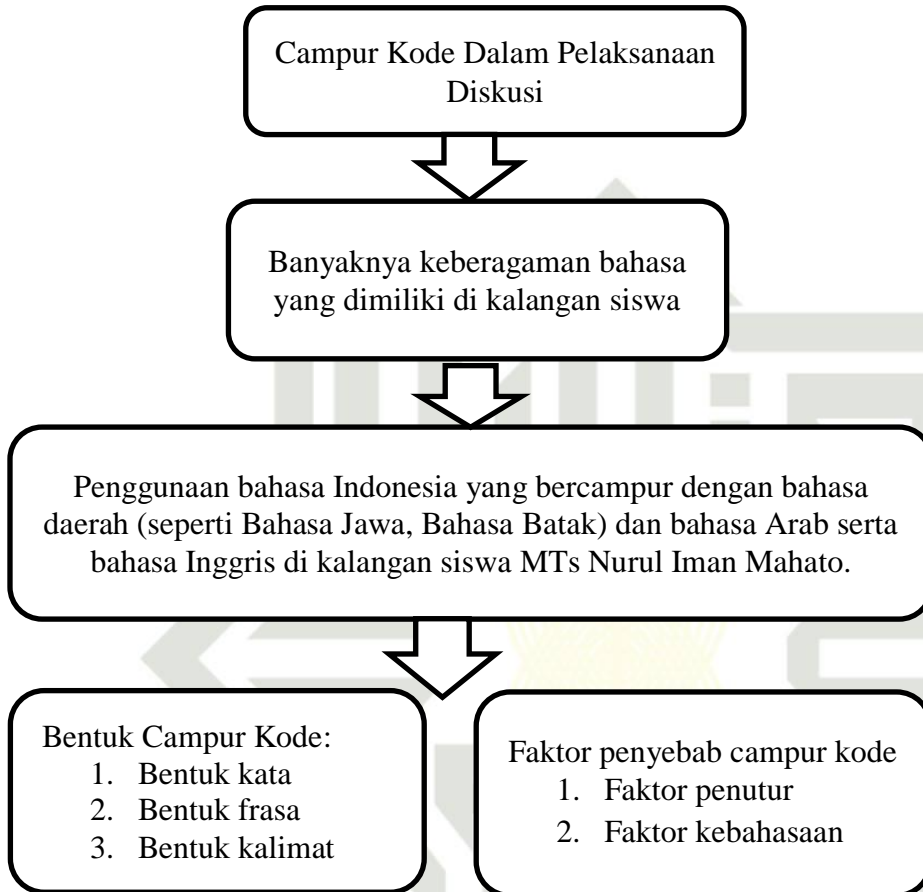 Campur Kode Dalam Pelaksanaan
Diskusi
Banyaknya keberagaman bahasa
yang dimiliki di kalangan siswa
Penggunaan bahasa Indonesia yang bercampur dengan bahasa
daerah (seperti Bahasa Jawa, Bahasa Batak) dan bahasa Arab serta
bahasa Inggris di kalangan siswa MTs Nurul Iman Mahato.
Bentuk Campur Kode:
1. Bentuk kata
2. Bentuk frasa
3. Bentuk kalimat
Faktor penyebab campur kode
1. Faktor penutur
2. Faktor kebahasaan